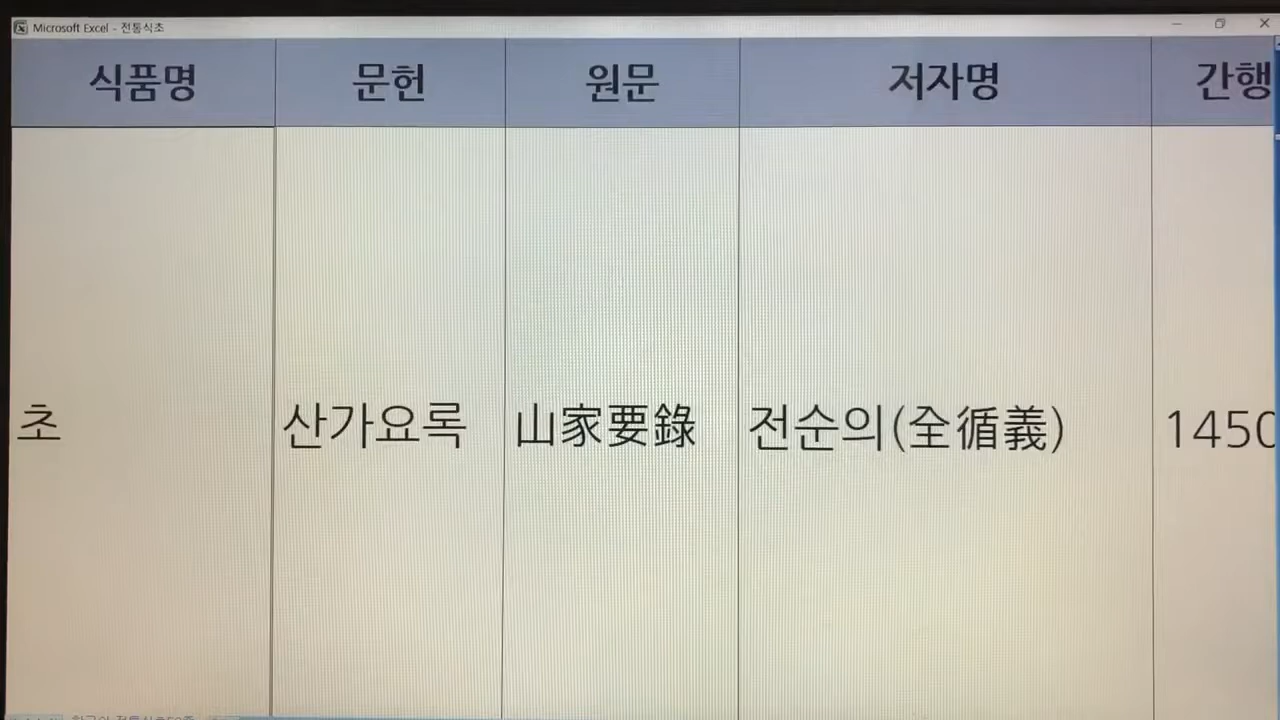 Microsoft Excel - 전통식초
식품명 문헌 원문 저자명 간행
초 산가요록 山家要錄 전순의(全循義) 1450